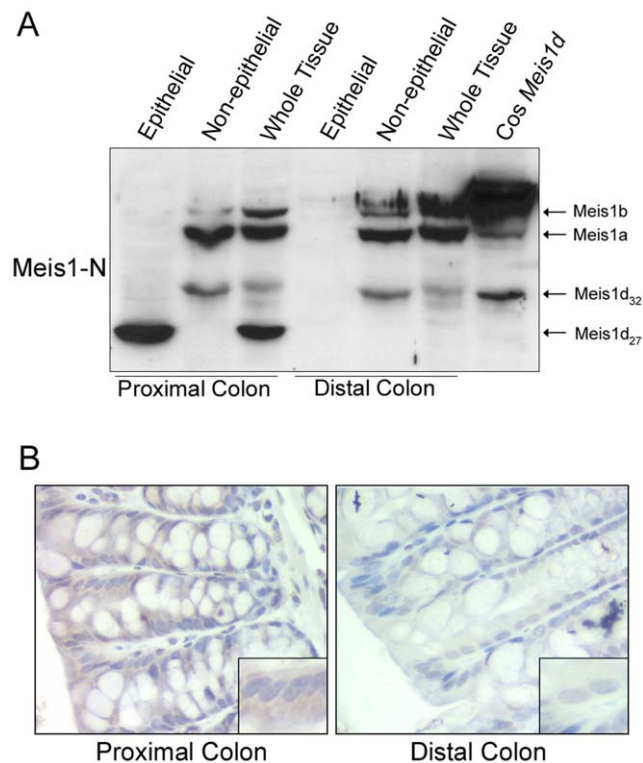 A
Epithelial
Non-epithelial
Whole Tissue
Epithelial
Non-epithelial
Whole Tissue
Cos Meis1d
Meis1-N
Meis1b
Meis1a
Meis1d32
Meis1d27
Proximal Colon
Distal Colon
B
Proximal Colon
Distal Colon